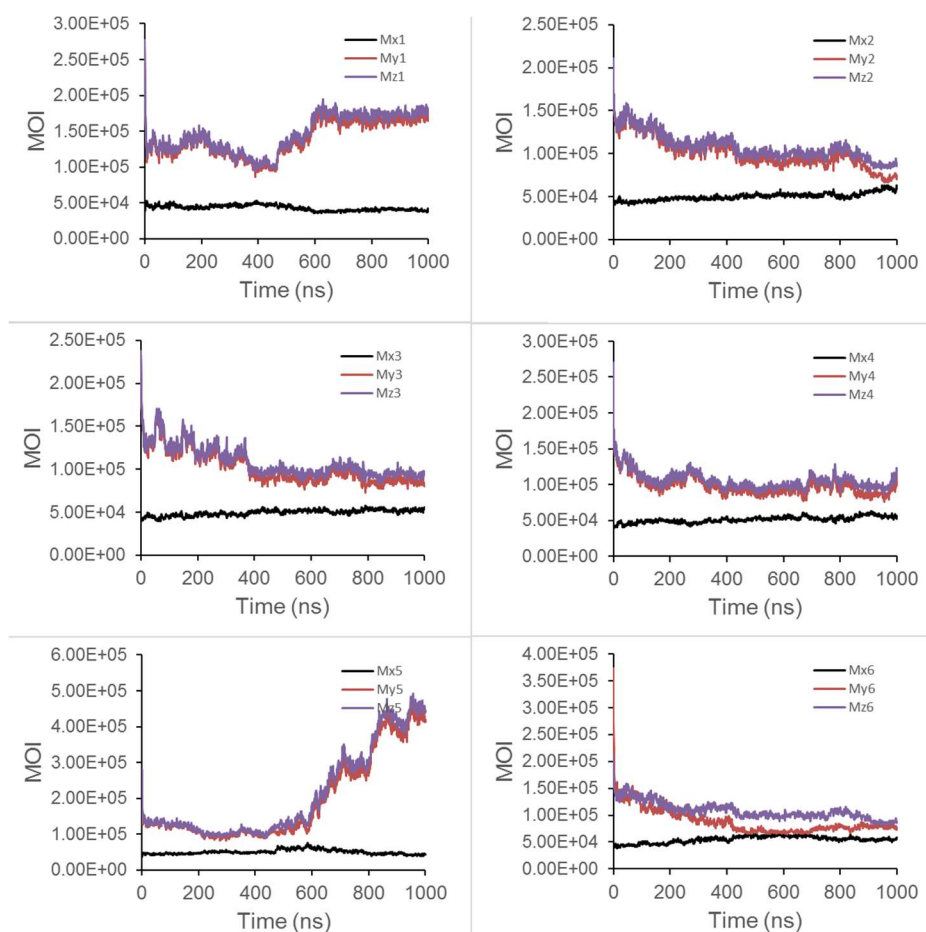 3.00E+05
2.50E+05
2.00E+05
1.50E+05
1.00E+05
5.00E+04
0.00E+00
MOI
Mx1
My1
Mz1
0 200 400 600 800 1000
Time (ns)
2.50E+05
2.00E+05
1.50E+05
1.00E+05
5.00E+04
0.00E+00
MOI
Mx2
My2
Mz2
0 200 400 600 800 1000
Time (ns)
2.50E+05
2.00E+05
1.50E+05
1.00E+05
5.00E+04
0.00E+00
MOI
Mx3
My3
Mz3
0 200 400 600 800 1000
Time (ns)
3.00E+05
2.50E+05
2.00E+05
1.50E+05
1.00E+05
5.00E+04
0.00E+00
MOI
Mx4
My4
Mz4
0 200 400 600 800 1000
Time (ns)
6.00E+05
5.00E+05
4.00E+05
3.00E+05
2.00E+05
1.00E+05
0.00E+00
MOI
Mx5
My5
Mz5
0 200 400 600 800 1000
Time (ns)
4.00E+05
3.50E+05
3.00E+05
2.50E+05
2.00E+05
1.50E+05
1.00E+05
5.00E+04
0.00E+00
MOI
Mx6
My6
Mz6
0 200 400 600 800 1000
Time (ns)